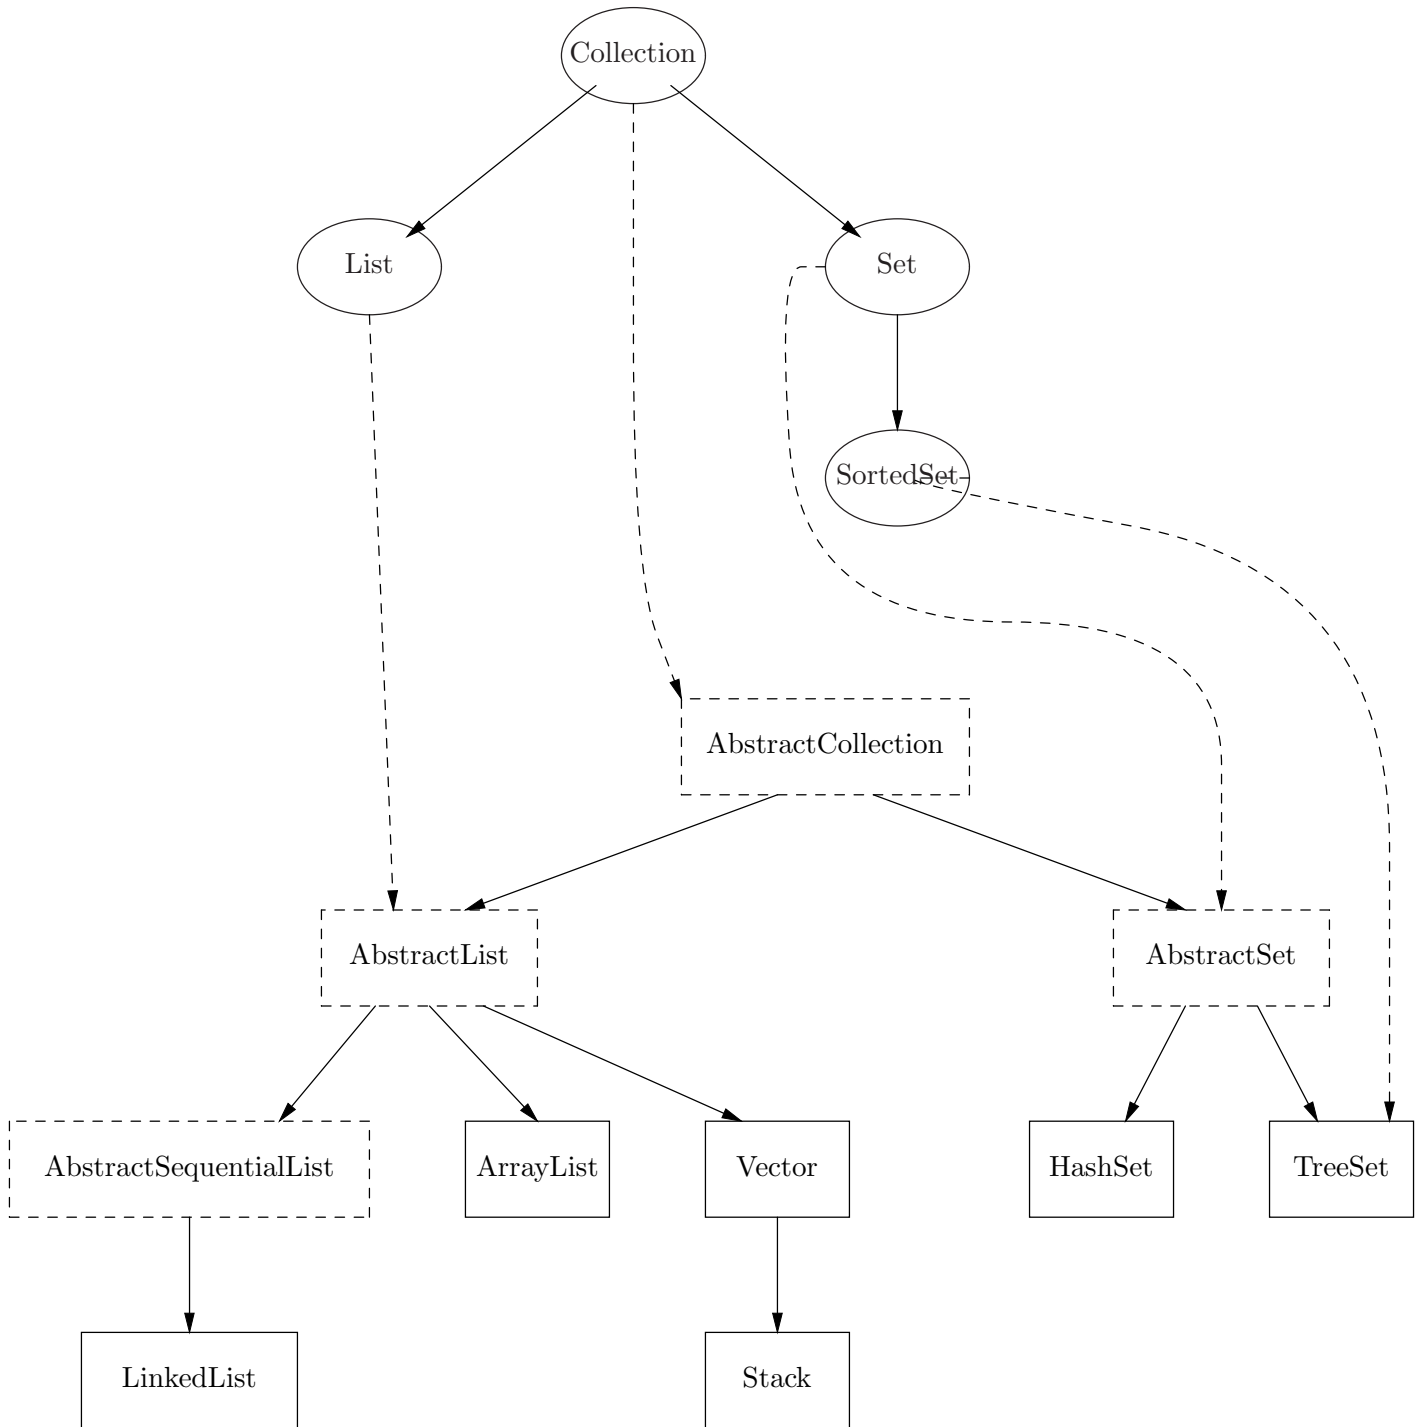 Collection
List
Set
SortedSet
AbstractCollection
AbstractList
AbstractSet
AbstractSequentialList
ArrayList
Vector
HashSet
TreeSet
LinkedList
Stack